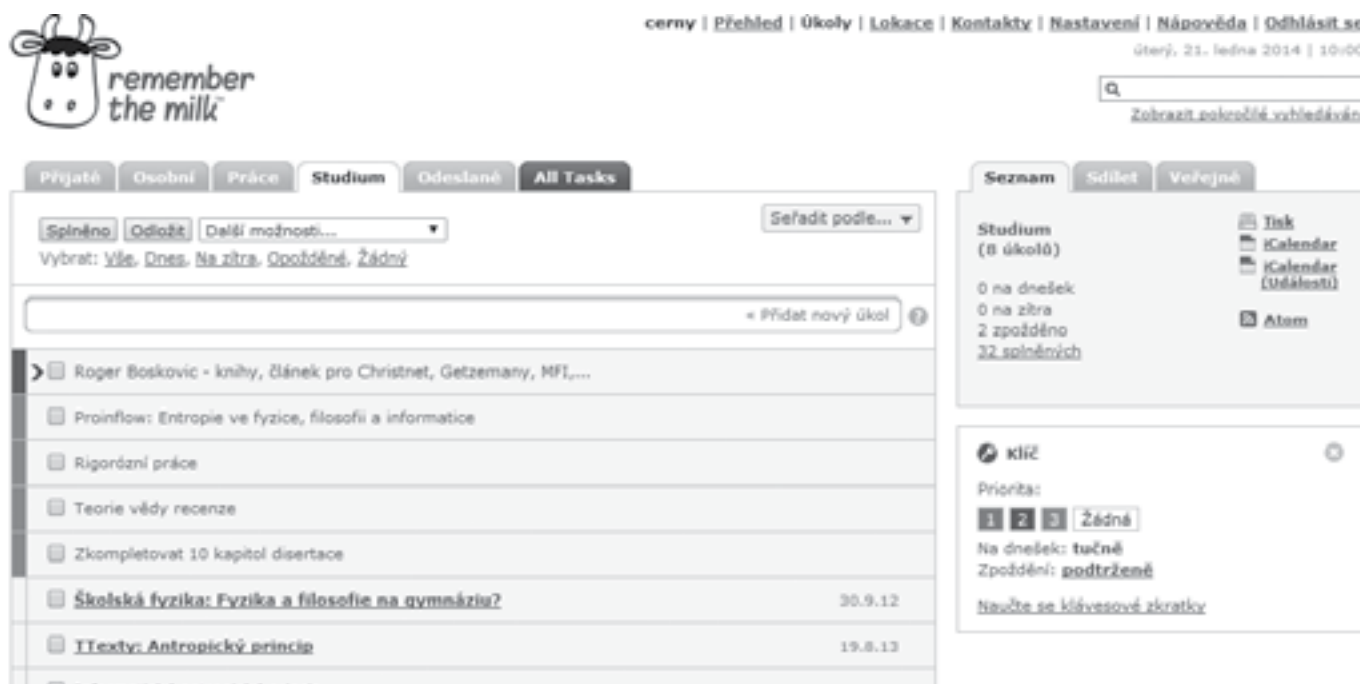 cerny | Přehled | Úkoly | Lokace | Kontakty | Nastavení | Nápověda | Odhlásit se
úterý, 21. ledna 2014 | 10:00
remember
the milk™
Zobrazit pokročilé vyhledáván
Přijaté Osobní Práce Studium Odeslané All Tasks
Splněno Odložit Další možnosti... Seřadit podle...
Vybrat: Vše, Dnes, Na zítra, Opožděné, Žádný
« Přidat nový úkol
Roger Boskovic - knihy, článek pro Christnet, Getzemany, MFI,...
Proinflow: Entropie ve fyzice, filosofii a informatice
Rigorózní práce
Teorie vědy recenze
Zkompletovat 10 kapitol disertace
Školská fyzika: Fyzika a filosofie na gymnáziu? 30.9.12
TTexty: Antropický princip 19.8.13
Seznam Sdílet Veřejné
Studium
(8 úkolů)
0 na dnešek
0 na zítra
2 zpožděno
32 splněných
Tisk
iCalendar
iCalendar
(Události)
Atom
Klíč
Priorita:
1 2 3 Žádná
Na dnešek: tučně
Zpoždění: podtrženě
Naučte se klávesové zkratky